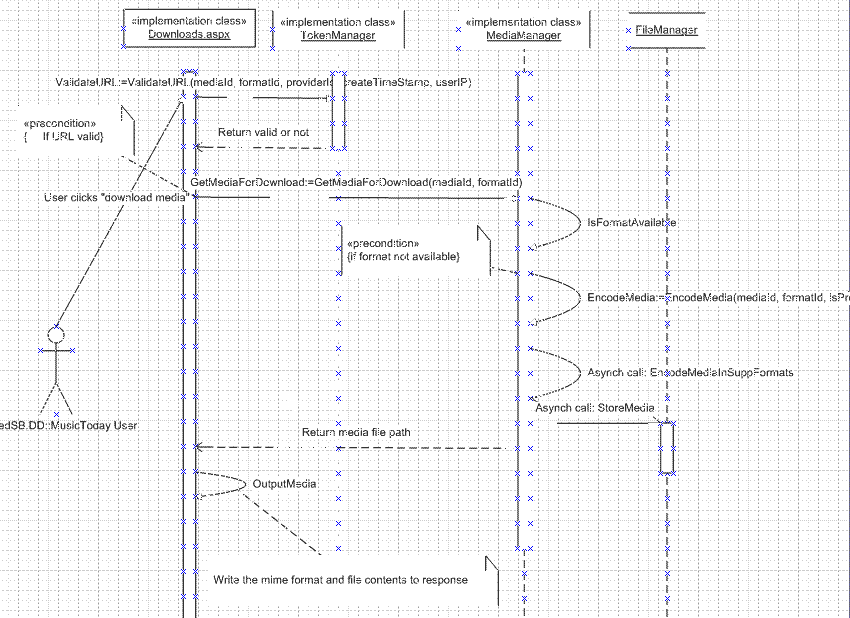 «implementation class»
Downloads.aspx
«implementation class»
TokenManager
«implementation class»
MediaManager
FileManager
ValidateURL:=ValidateURL(mediaId, formatId, providerId, createTimeStamp, userIP)
«precondition»
{ If URL valid}
Return valid or not
GetMediaForDownload:=GetMediaForDownload(mediaId, formatId)
User clicks "download media"
IsFormatAvailable
«precondition»
{if format not available}
EncodeMedia:=EncodeMedia(mediaId, formatId, IsPr
Asynch call: EncodeMediaInSuppFormats
Asynch call: StoreMedia
edSB.DD::MusicToday User
Return media file path
OutputMedia
Write the mime format and file contents to response